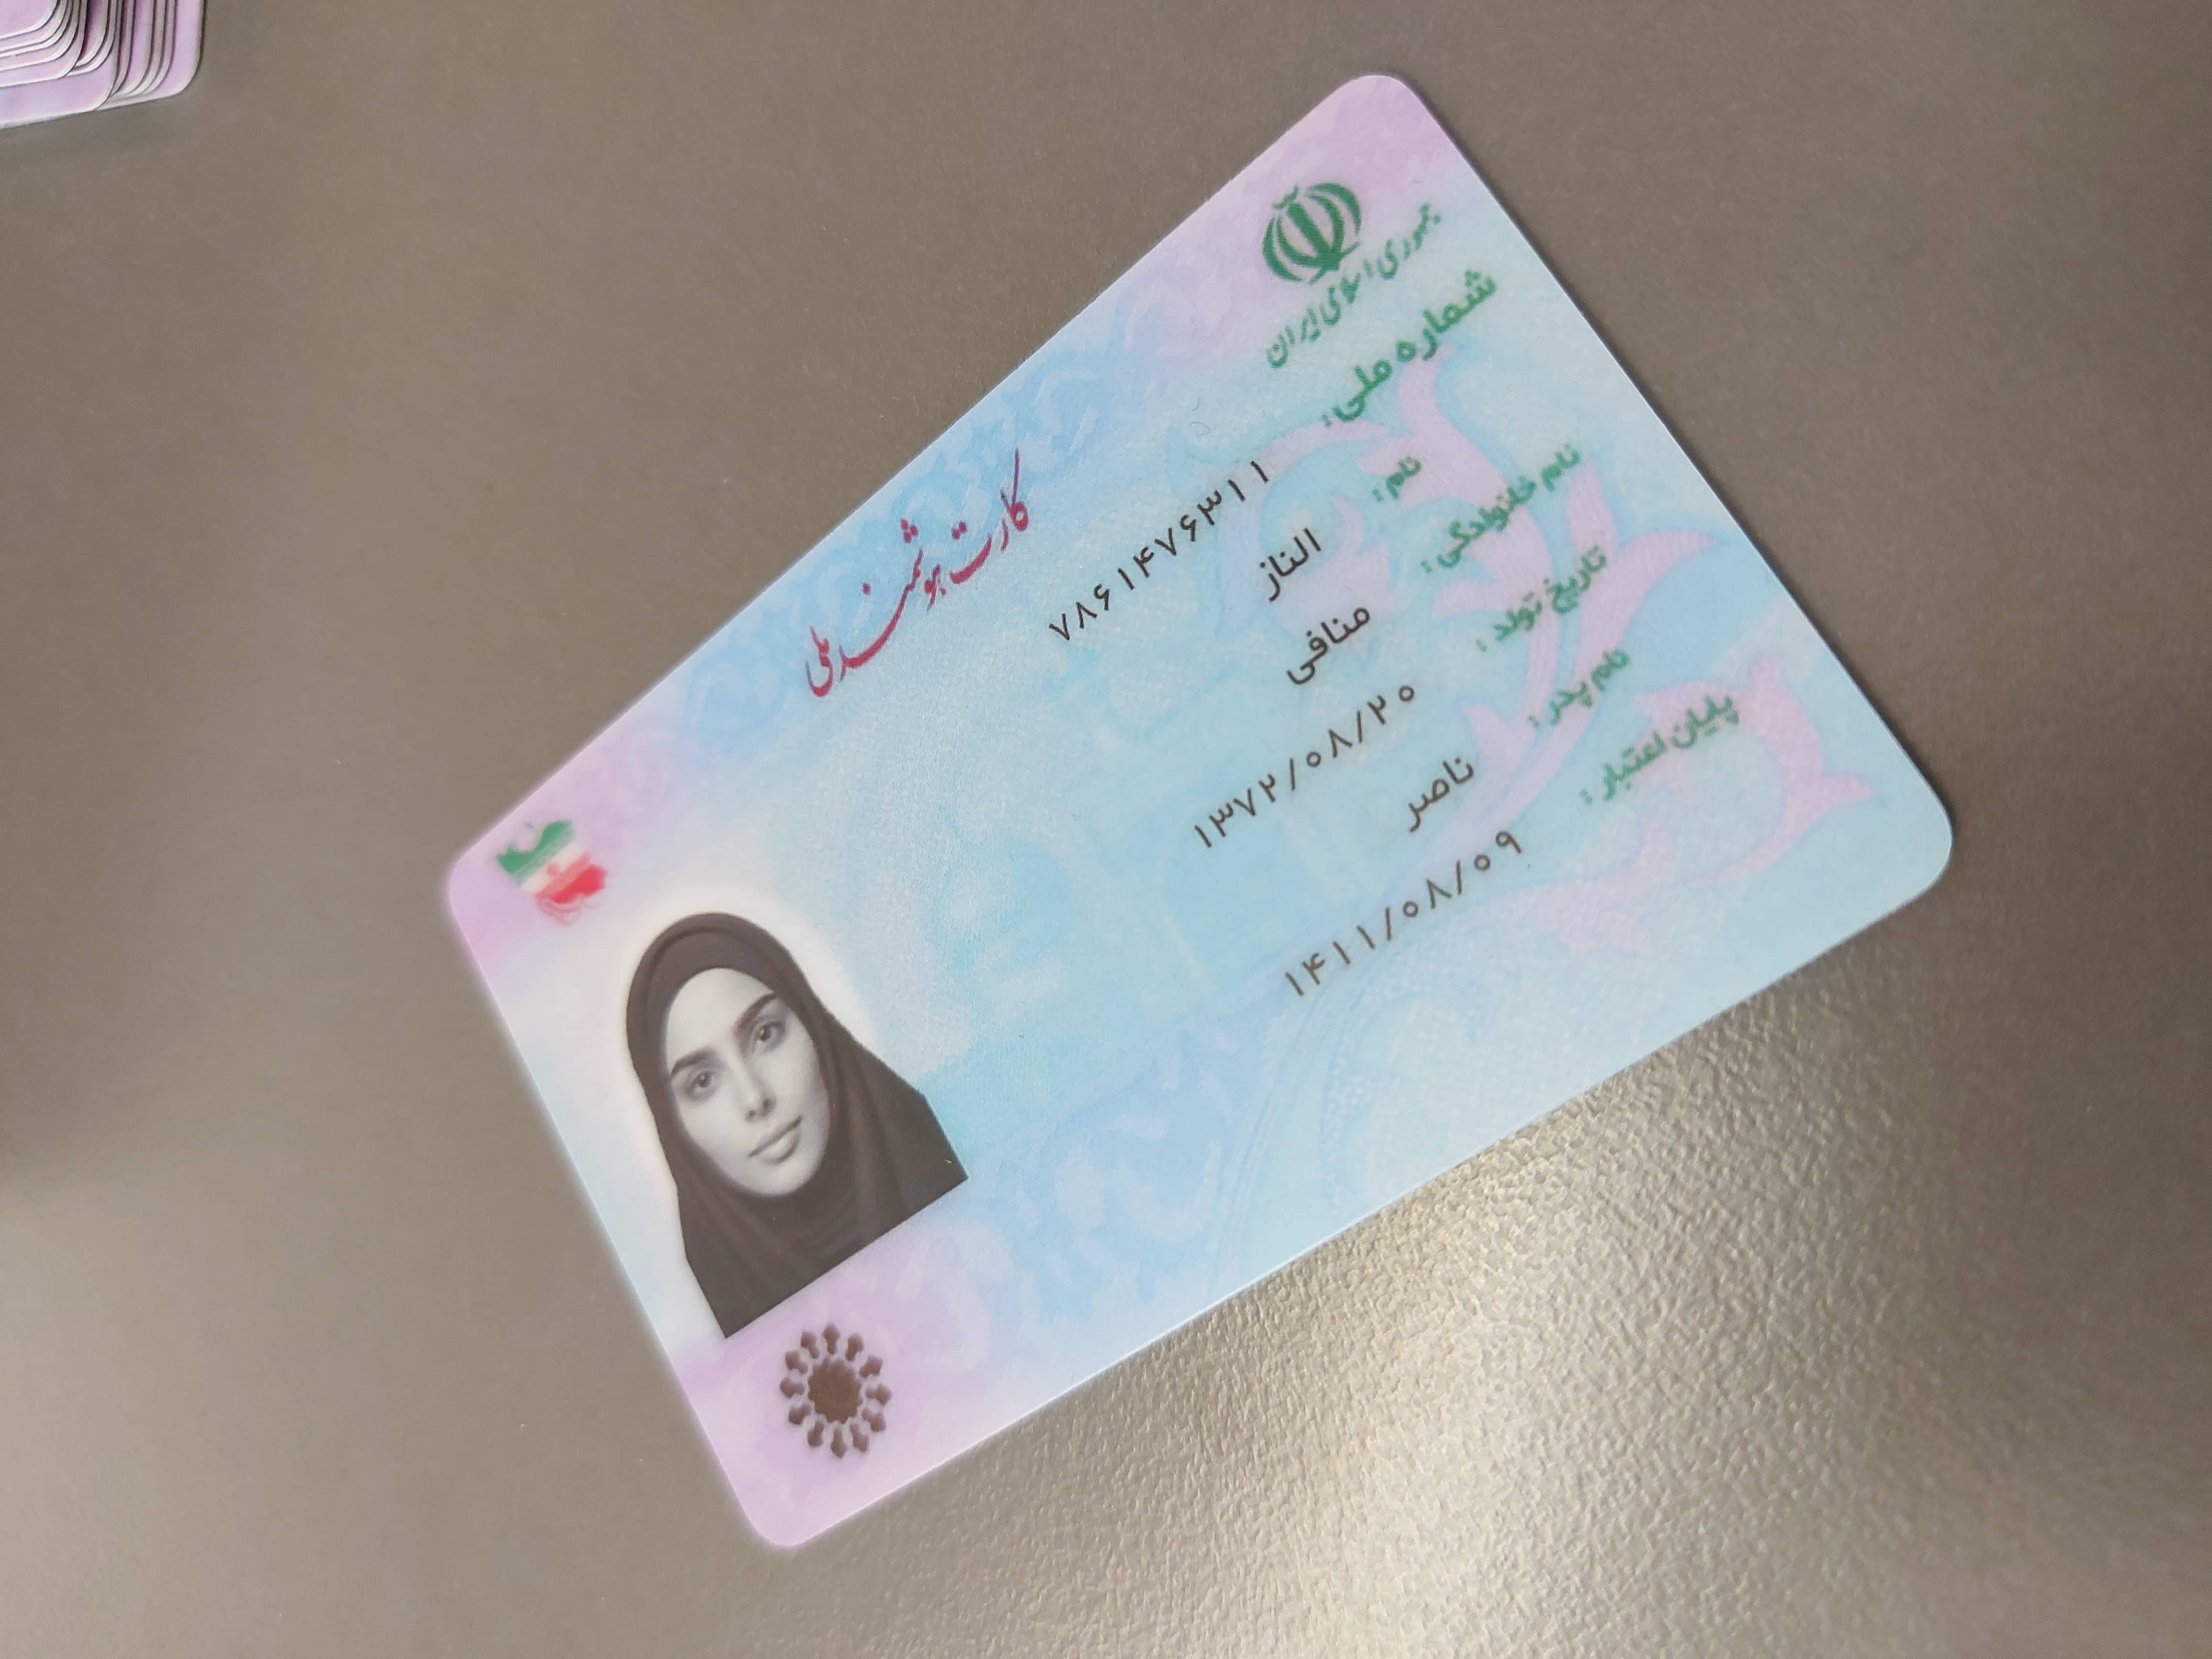 جمهوری اسلامی ایران
کارت هوشمند ملی
شماره ملی: ۷۸۶۱۴۷۶۳۱۱
نام: الناز
نام خانوادگی: منافی
تاریخ تولد: ۱۳۷۲/۰۸/۲۰
نام پدر: ناصر
پایان اعتبار: ۱۴۱۱/۰۸/۰۹